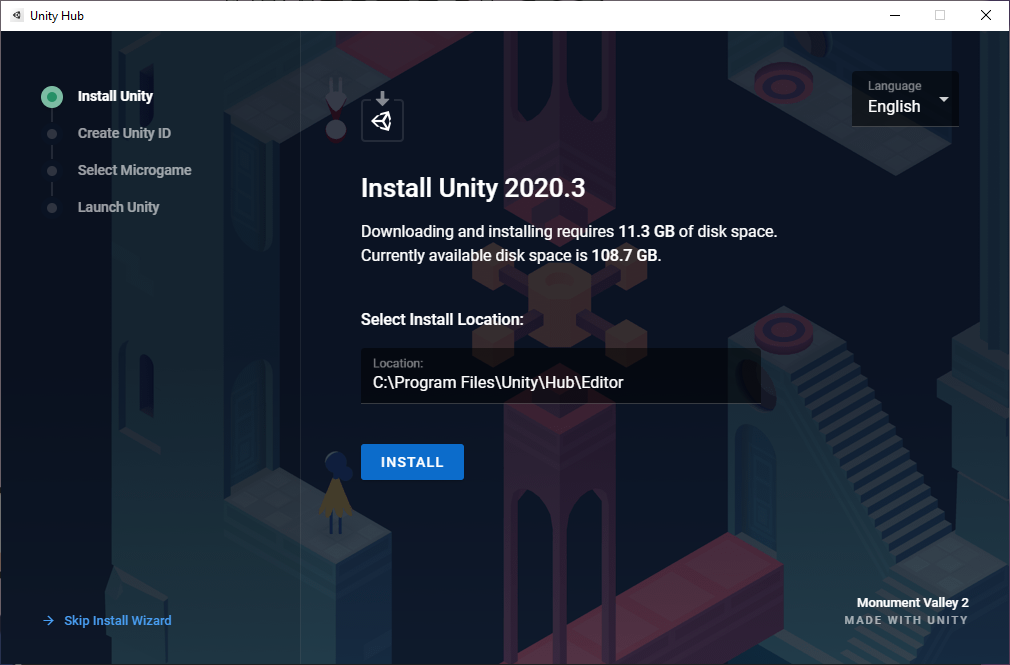 Unity Hub
Install Unity
Create Unity ID
Select Microgame
Launch Unity
Language
English
Install Unity 2020.3
Downloading and installing requires 11.3 GB of disk space.
Currently available disk space is 108.7 GB.
Select Install Location:
Location:
C:\Program Files\Unity\Hub\Editor
INSTALL
Skip Install Wizard
Monument Valley 2
MADE WITH UNITY